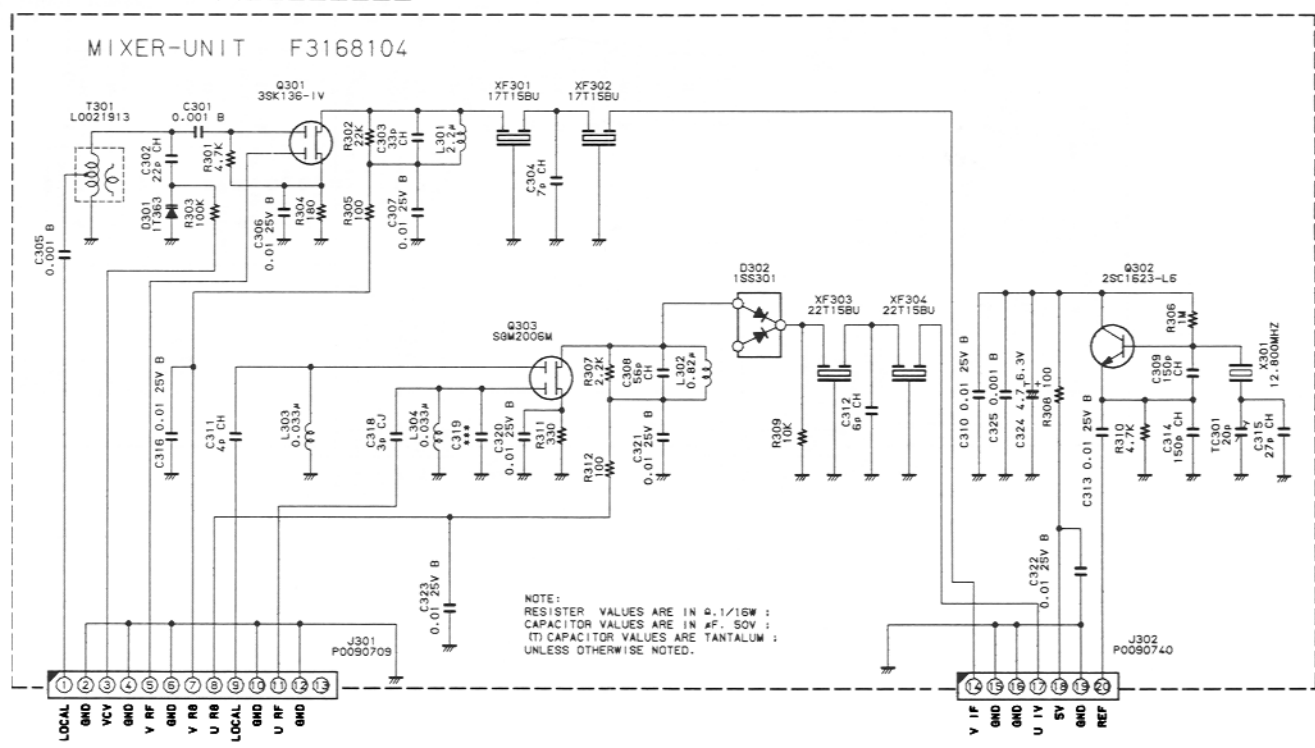 MIXER-UNIT F3168104
Q301
3SK136-IV
XF301
17T15BU
XF302
17T15BU
T301
L0021913
C301
0.001 B
C302
22p CH
R301
4.7K
R302
22K
C303
33p CH
L301
2.2μ
C304
7p CH
D301
1T363
R303
100K
C306
0.01 25V B
R304
180
R305
100
C307
0.01 25V B
C305
0.001 B
D302
1SS301
Q302
2SC1623-L6
XF303
22T15BU
XF304
22T15BU
R306
1M
Q303
SGM2006M
R307
2.2K
C308
56p CH
L302
0.82μ
C310 0.01 25V B
C325 0.001 B
C324 4.7 6.3V
+
R308 100
C309
150p CH
X301
12.800MHZ
C316 0.01 25V B
C311
4p CH
L303
0.033μ
C318
3p CJ
L304
0.033μ
C319
***
C320
0.01 25V B
R311
330
R312
100
C321
0.01 25V B
R309
10K
C312
6p CH
C313 0.01 25V B
R310
4.7K
C314
150p CH
TC301
20p
C315
27p CH
C323
0.01 25V B
C322
0.01 25V B
NOTE:
RESISTER VALUES ARE IN Ω.1/16W ;
CAPACITOR VALUES ARE IN μF. 50V ;
(T) CAPACITOR VALUES ARE TANTALUM ;
UNLESS OTHERWISE NOTED.
J301
P0090709
J302
P0090740
1 2 3 4 5 6 7 8 9 10 11 12 13
14 15 16 17 18 19 20
LOCAL
GND
VCV
GND
V RF
GND
V R8
U R8
LOCAL
GND
U RF
GND
V IF
GND
GND
U IV
5V
GND
REF